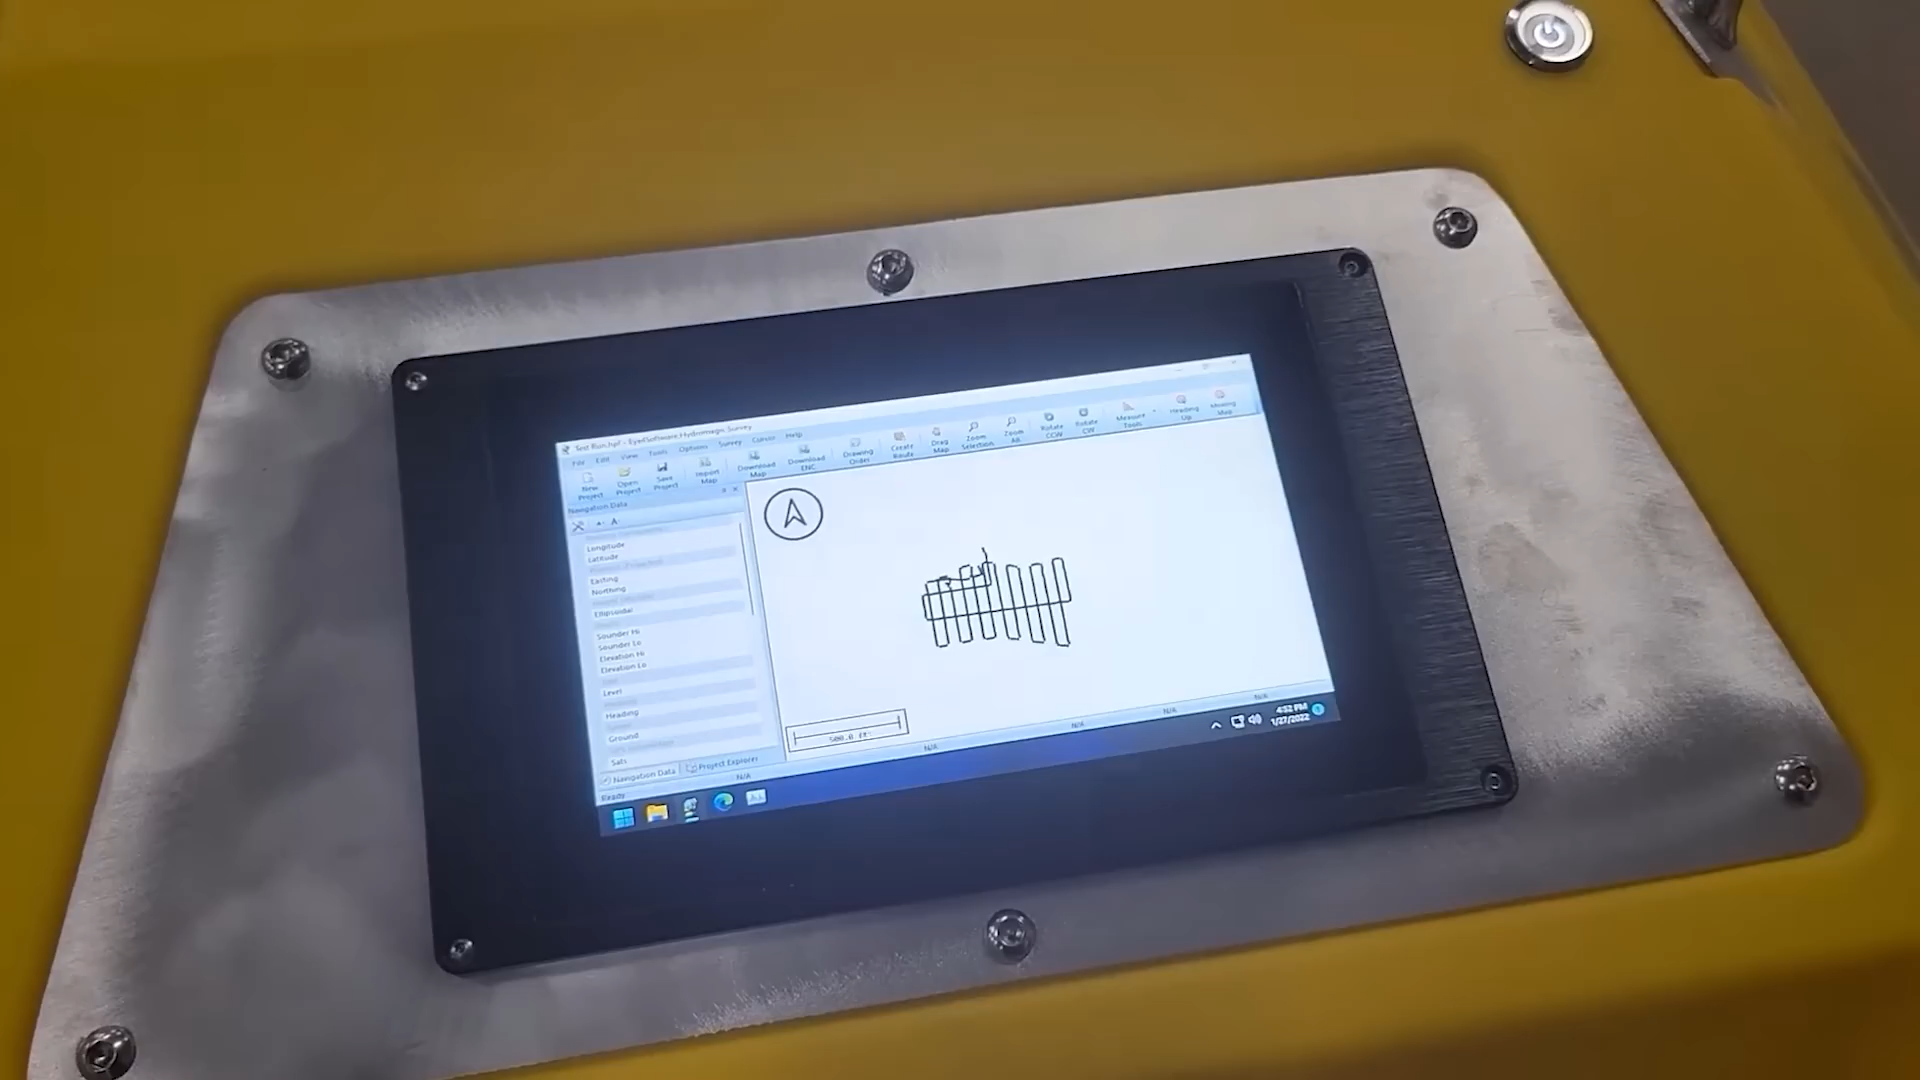 Test Run.hpf - Eye4Software Hydromagic Survey
File Edit View Tools Options Survey Cursor Help
New Project
Open Project
Save Project
Import Map
Download Map
Download ENC
Drawing Order
Create Route
Drag Map
Zoom Selection
Zoom All
Rotate CCW
Rotate CW
Measure Tools
Heading Up
Moving Map
Navigation Data
Longitude
Latitude
Easting
Northing
Ellipsoidal
Sounder Hi
Sounder Lo
Elevation Hi
Elevation Lo
Level
Heading
Ground
Sats
500.0 ft
Navigation Data Project Explorer
Ready N/A N/A N/A N/A N/A
4:52 PM
1/27/2022